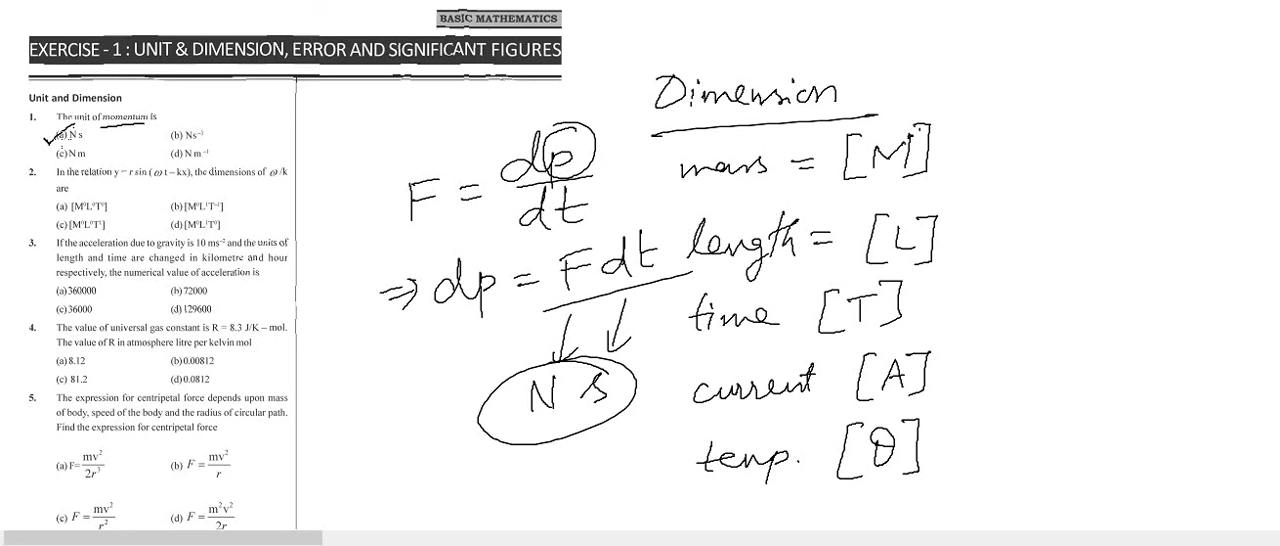 BASIC MATHEMATICS
EXERCISE - 1 : UNIT & DIMENSION, ERROR AND SIGNIFICANT FIGURES
Unit and Dimension
1. The unit of momentum is
(a) N s (b) Ns⁻¹
(c) N m (d) N m⁻¹
2. In the relation y = r sin (ω t – kx), the dimensions of ω/k
are
(a) [M⁰L⁰T⁰] (b) [M⁰L¹T⁻¹]
(c) [M⁰L⁰T¹] (d) [M⁰L¹T⁰]
3. If the acceleration due to gravity is 10 ms⁻² and the units of
length and time are changed in kilometre and hour
respectively, the numerical value of acceleration is
(a) 360000 (b) 72000
(c) 36000 (d) 129600
4. The value of universal gas constant is R = 8.3 J/K – mol.
The value of R in atmosphere litre per kelvin mol
(a) 8.12 (b) 0.00812
(c) 81.2 (d) 0.0812
5. The expression for centripetal force depends upon mass
of body, speed of the body and the radius of circular path.
Find the expression for centripetal force
(a) F= mv²/2r³ (b) F = mv²/r
(c) F = mv²/r² (d) F = m²v²/2r
F = dp/dt
⇒ dp = F dt
N s
Dimension
mass = [M]
length = [L]
time [T]
current [A]
temp. [θ]